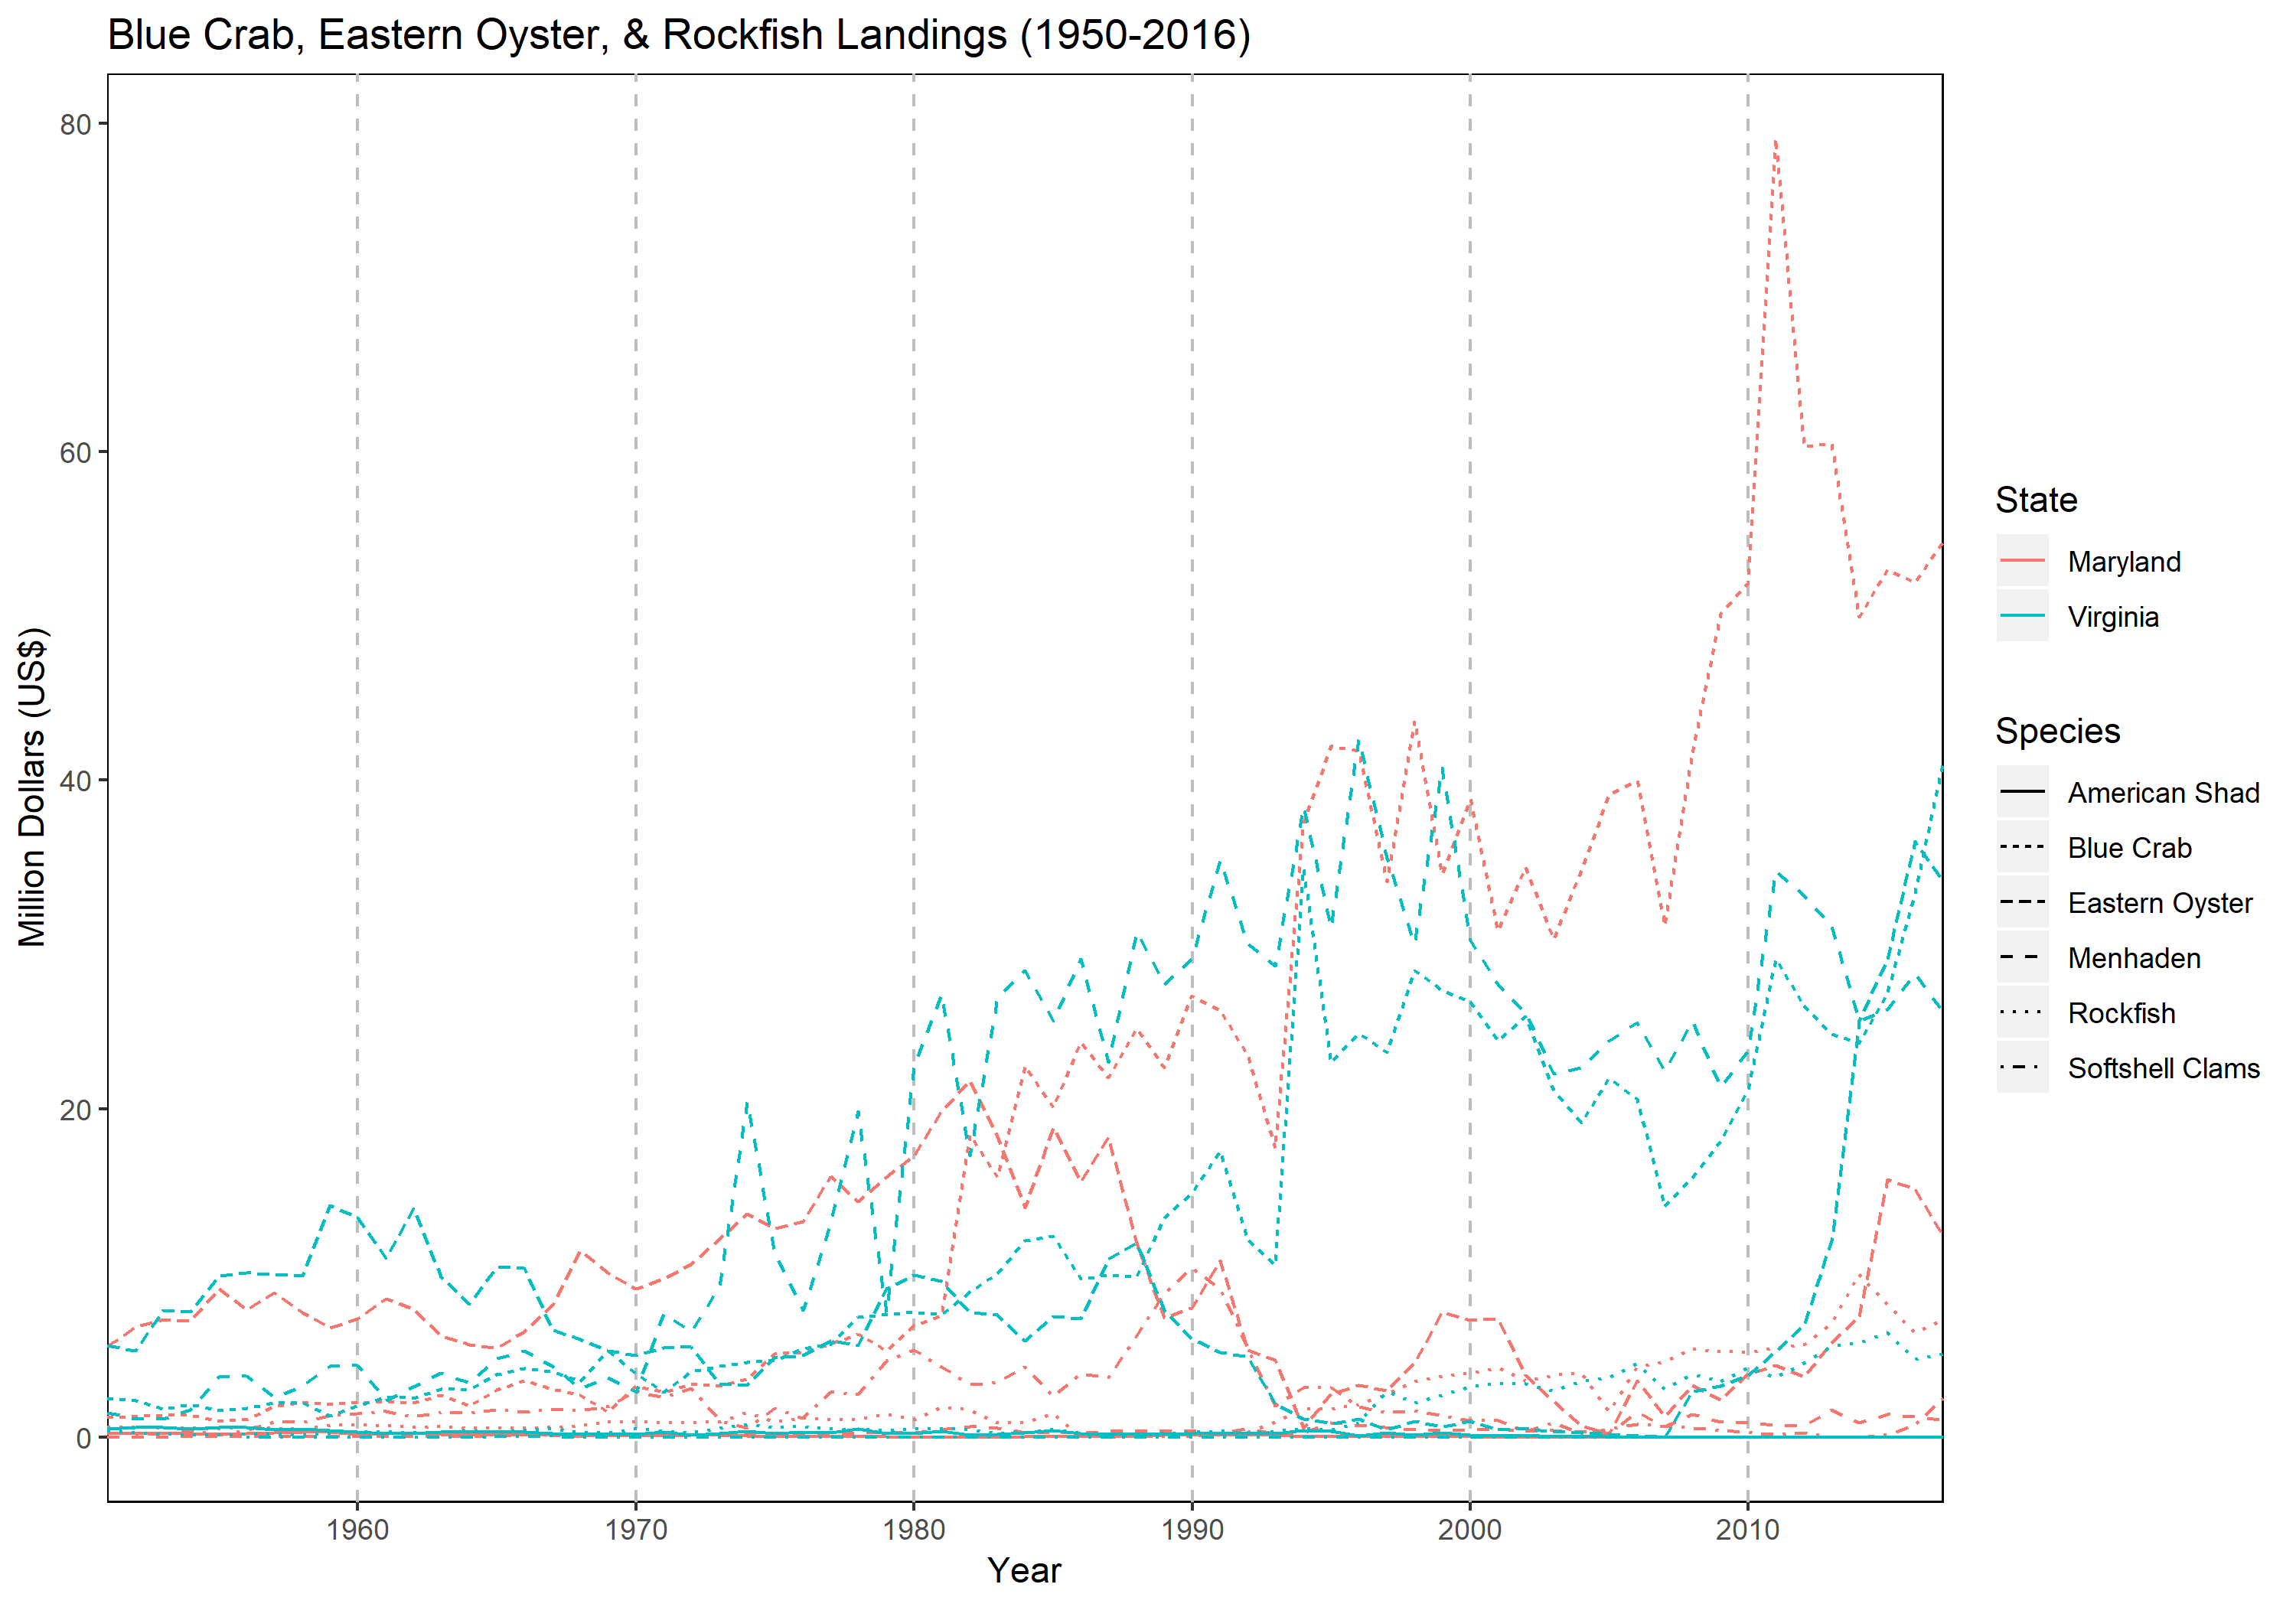 Blue Crab, Eastern Oyster, & Rockfish Landings (1950-2016)
80
60
40
20
0
Million Dollars (US$)
1960 1970 1980 1990 2000 2010
Year
State
Maryland
Virginia
Species
American Shad
Blue Crab
Eastern Oyster
Menhaden
Rockfish
Softshell Clams